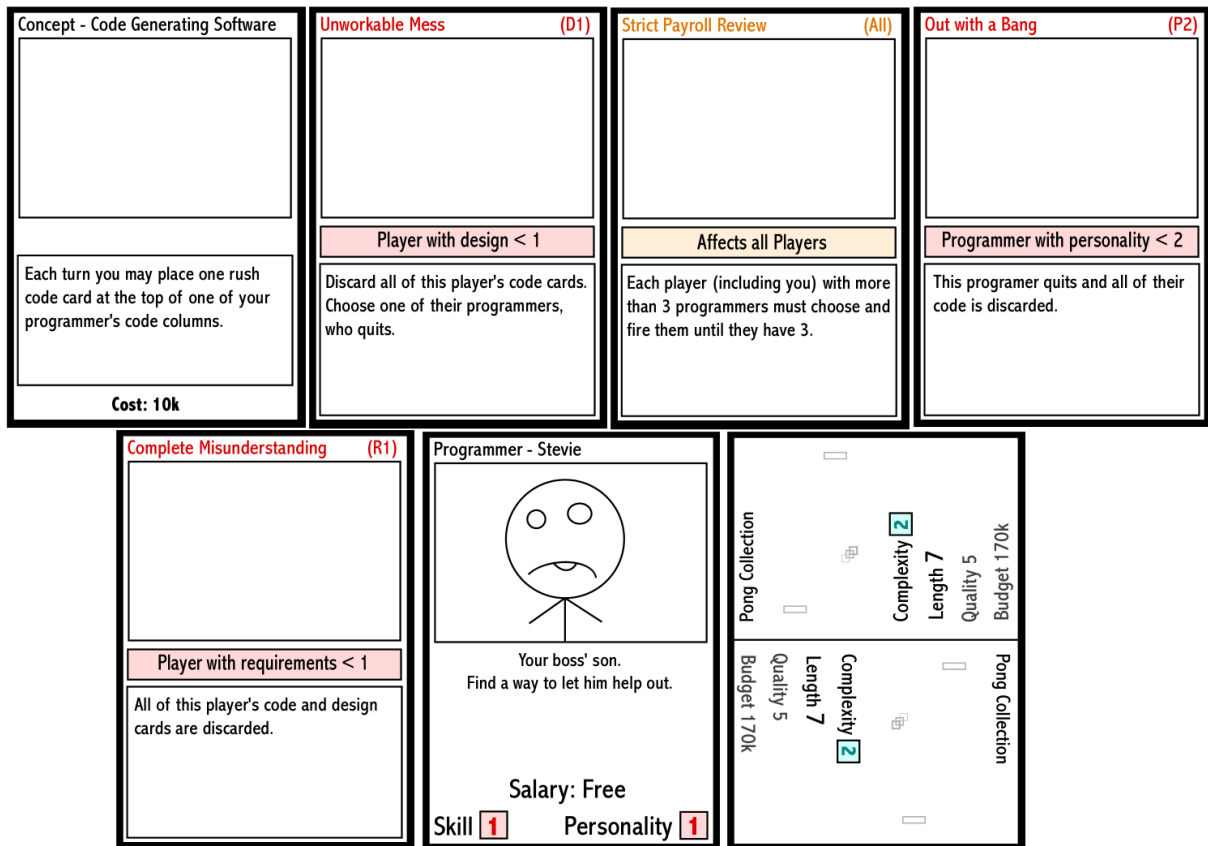 Concept - Code Generating Software
Each turn you may place one rush
code card at the top of one of your
programmer's code columns.
Cost: 10k
Unworkable Mess (D1)
Player with design < 1
Discard all of this player's code cards.
Choose one of their programmers,
who quits.
Strict Payroll Review (All)
Affects all Players
Each player (including you) with more
than 3 programmers must choose and
fire them until they have 3.
Out with a Bang (P2)
Programmer with personality < 2
This programer quits and all of their
code is discarded.
Complete Misunderstanding (R1)
Player with requirements < 1
All of this player's code and design
cards are discarded.
Programmer - Stevie
Your boss' son.
Find a way to let him help out.
Salary: Free
Skill 1 Personality 1
Pong Collection
Complexity 2
Length 7
Quality 5
Budget 170k
Pong Collection
Complexity 2
Length 7
Quality 5
Budget 170k